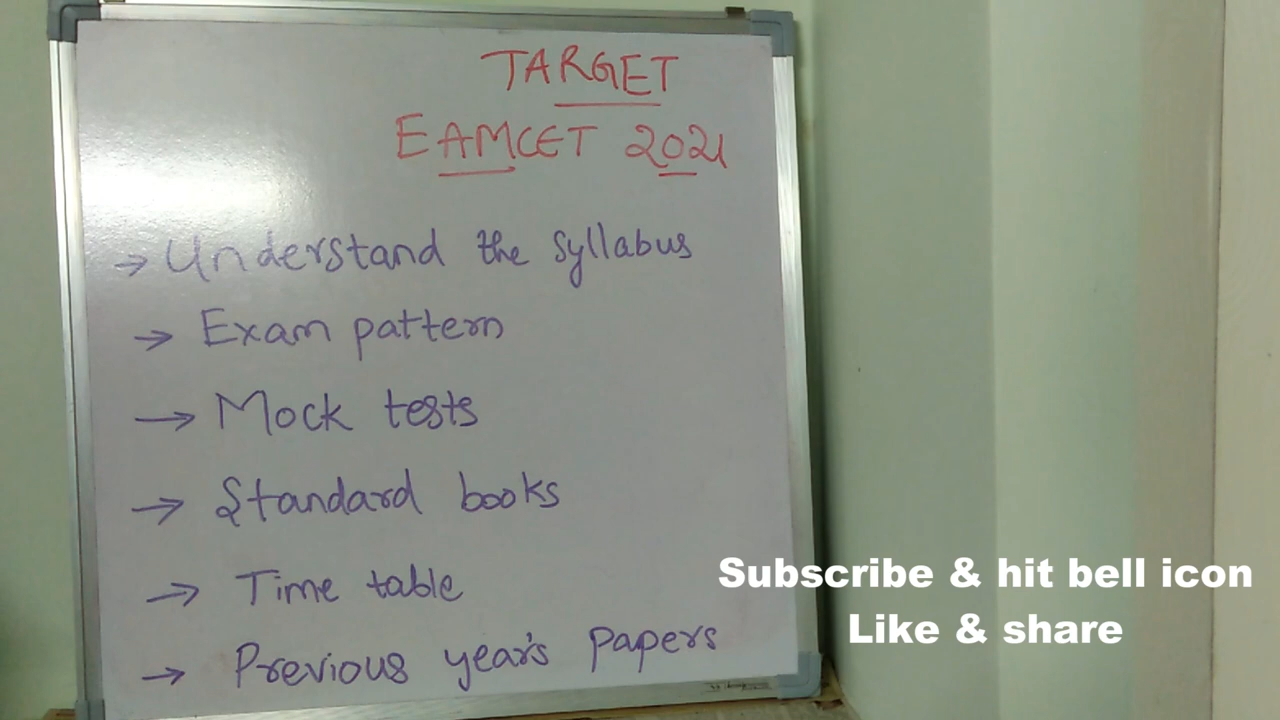 TARGET
EAMCET 2021
→ Understand the syllabus
→ Exam pattern
→ Mock tests
→ Standard books
→ Time table
→ Previous year's papers
Subscribe & hit bell icon
Like & share